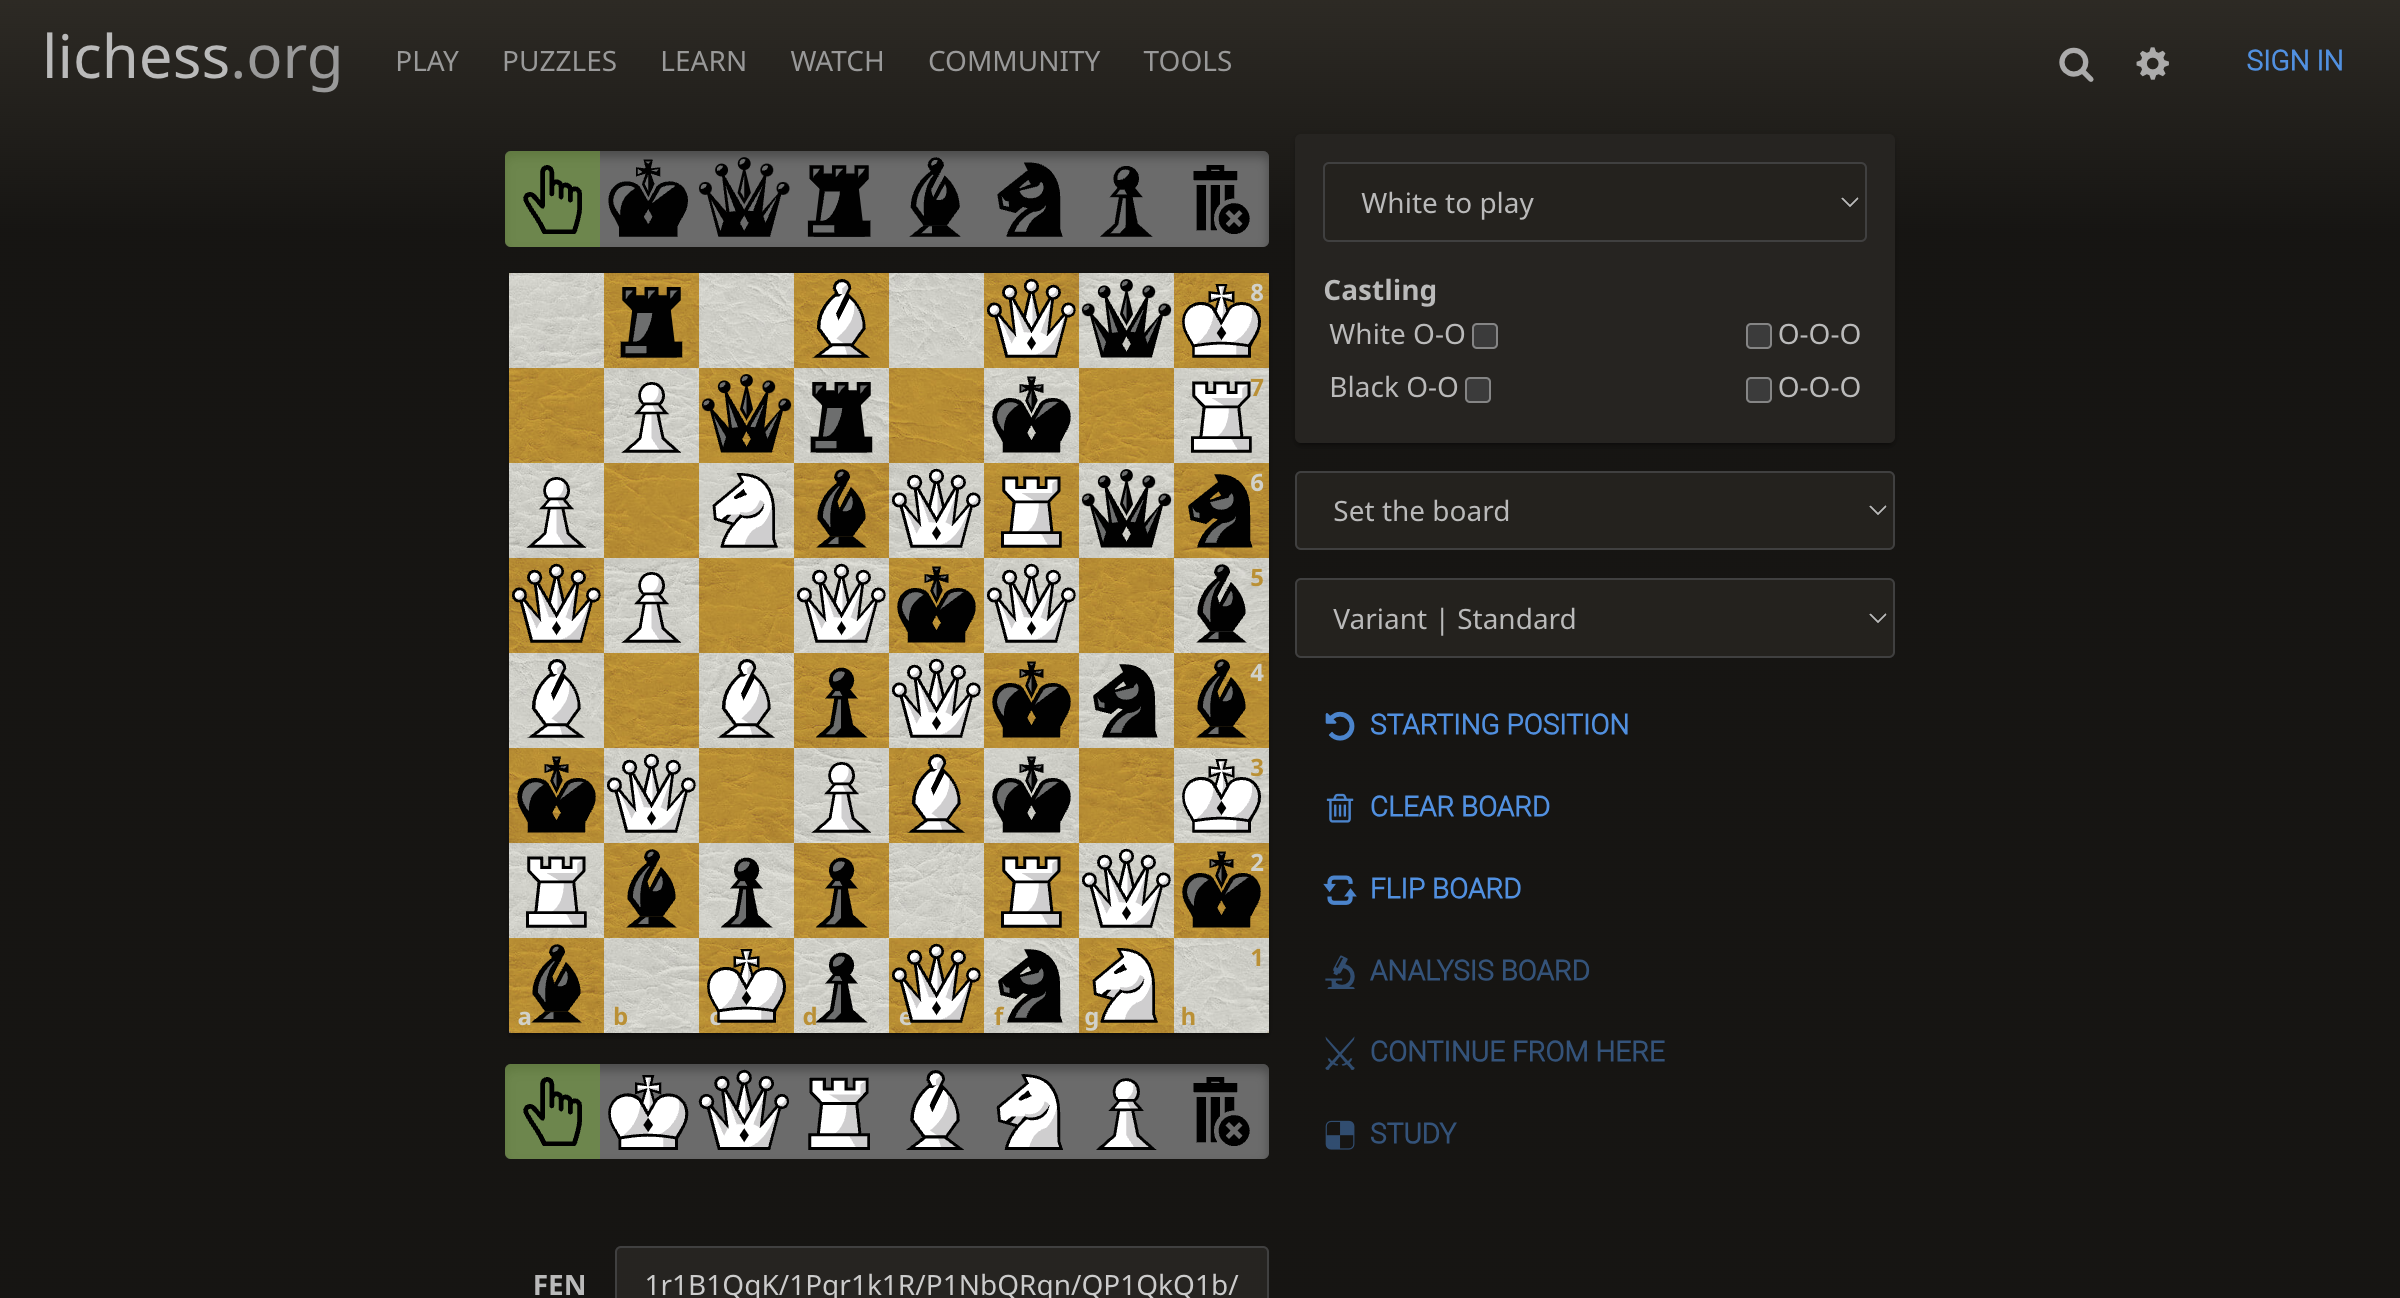 lichess.org PLAY PUZZLES LEARN WATCH COMMUNITY TOOLS SIGN IN
White to play
Castling
White O-O O-O-O
Black O-O O-O-O
Set the board
Variant | Standard
STARTING POSITION
CLEAR BOARD
FLIP BOARD
ANALYSIS BOARD
CONTINUE FROM HERE
STUDY
8
7
6
5
4
3
2
1
a b c d e f g h
FEN 1r1B1QqK/1Pqr1k1R/P1NbQRqn/QP1QkQ1b/